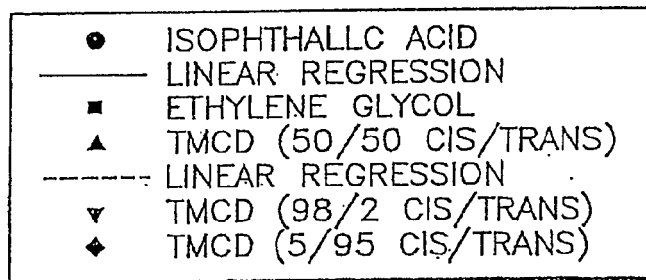 ISOPHTHALLC ACID
LINEAR REGRESSION
ETHYLENE GLYCOL
TMCD (50/50 CIS/TRANS)
LINEAR REGRESSION
TMCD (98/2 CIS/TRANS)
TMCD (5/95 CIS/TRANS)